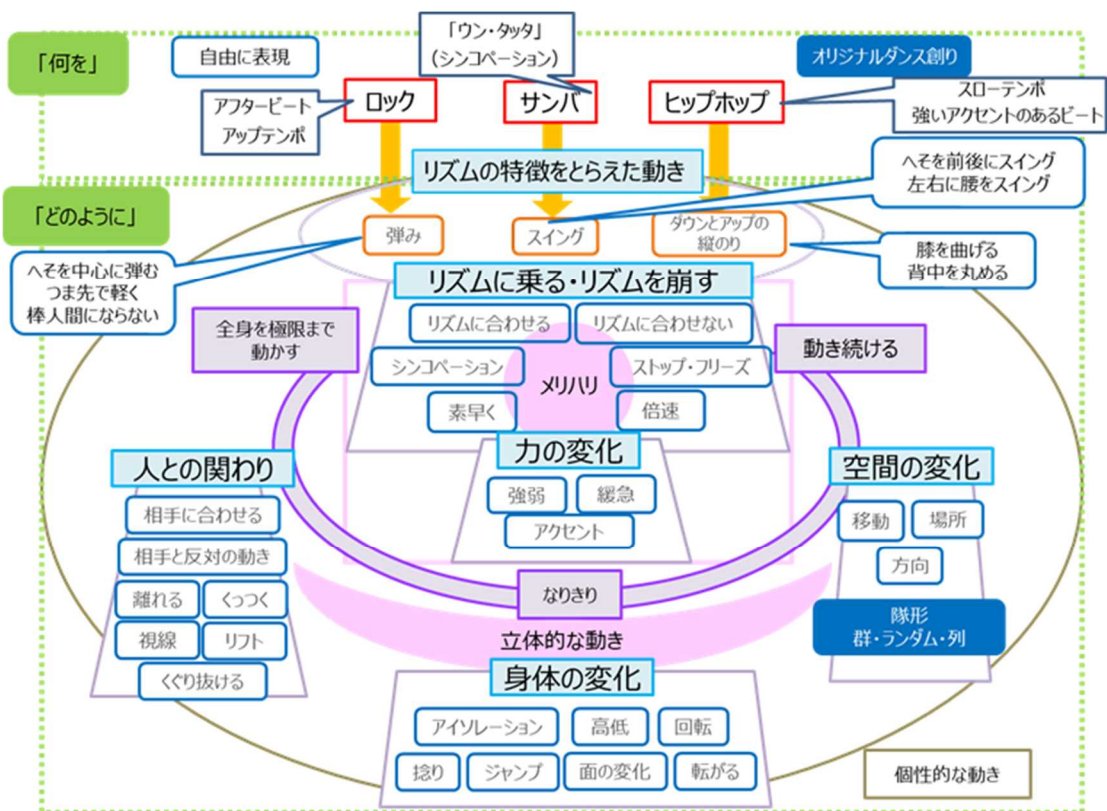 「何を」
自由に表現
「ウン・タッタ」
(シンコペーション)
オリジナルダンス創り
アフタービート
アップテンポ
ロック
サンバ
ヒップホップ
スローテンポ
強いアクセントのあるビート
リズムの特徴をとらえた動き
へそを前後にスイング
左右に腰をスイング
「どのように」
弾み
スイング
ダウンとアップの
縦のり
へそを中心に弾む
つま先で軽く
棒人間にならない
膝を曲げる
背中を丸める
リズムに乗る・リズムを崩す
全身を極限まで
動かす
リズムに合わせる
リズムに合わせない
動き続ける
シンコペーション
ストップ・フリーズ
メリハリ
素早く
倍速
人との関わり
力の変化
空間の変化
相手に合わせる
強弱
緩急
移動
場所
アクセント
相手と反対の動き
方向
離れる
くっつく
なりきり
視線
リフト
隊形
群・ランダム・列
立体的な動き
くぐり抜ける
身体の変化
アイソレーション
高低
回転
捻り
ジャンプ
面の変化
転がる
個性的な動き